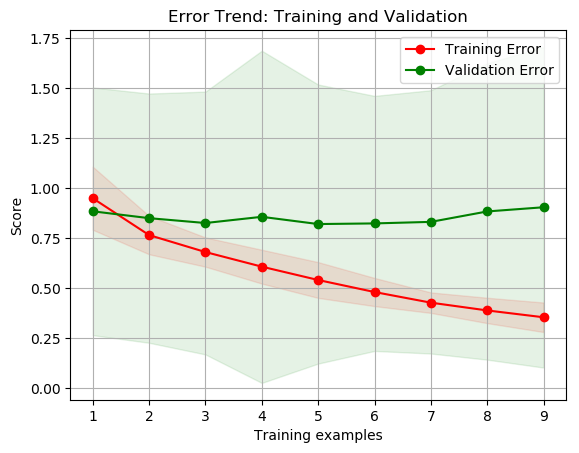 Error Trend: Training and Validation
1.75
1.50
1.25
1.00
0.75
0.50
0.25
0.00
Score
Training Error
Validation Error
1 2 3 4 5 6 7 8 9
Training examples